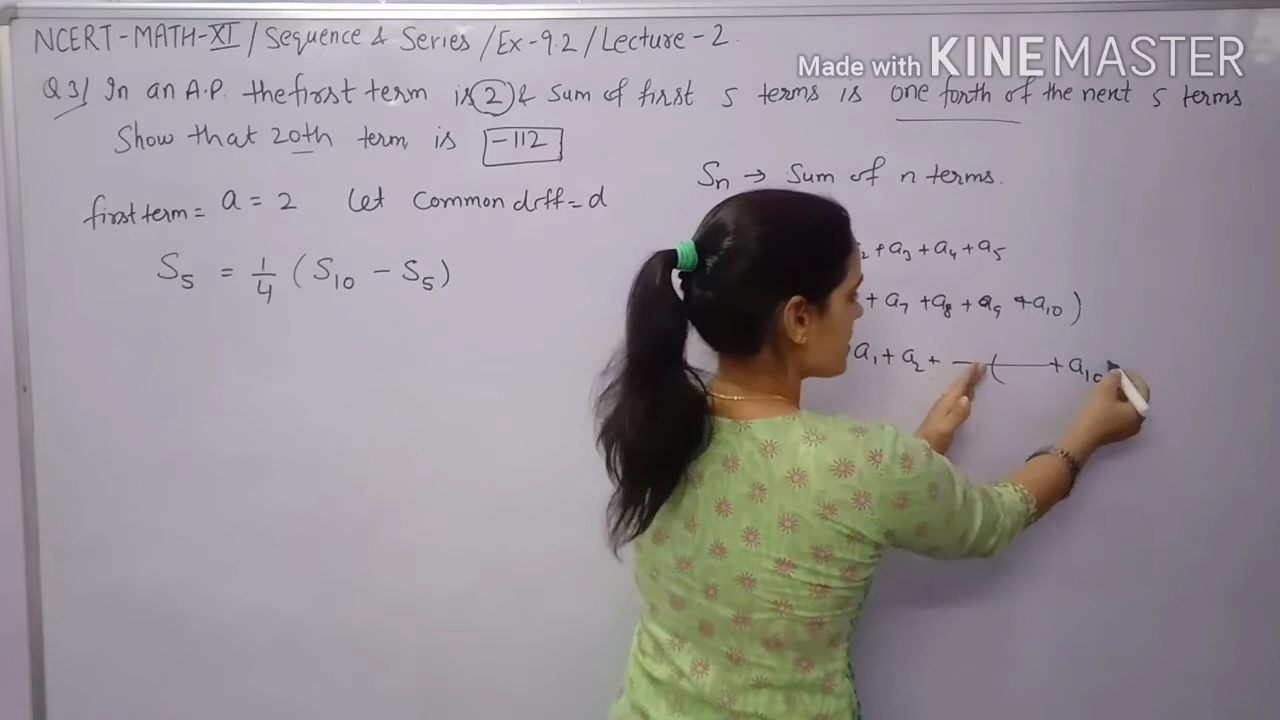 NCERT-MATH-XI / Sequence & Series / Ex-9.2 / Lecture-2.
Made with KINEMASTER
Q3/ In an A.P. the first term is 2 & sum of first 5 terms is one forth of the next 5 terms.
Show that 20th term is -112
Sn → Sum of n terms.
first term = a = 2 Let Common diff = d
2 + a3 + a4 + a5
S5 = 1/4 (S10 - S5)
+ a7 + a8 + a9 + a10)
a1 + a2 + —(— + a10